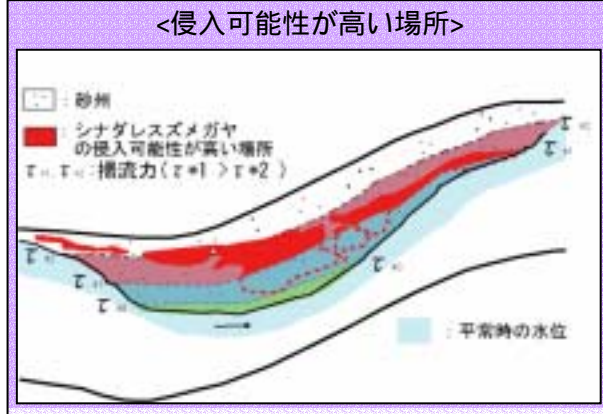 <侵入可能性が高い場所>
: 砂州
: シナダレスズメガヤ
の侵入可能性が高い場所
: 掃流力(τ*1 > τ*2)
τ
τ
τ
τ
τ
τ
: 平常時の水位